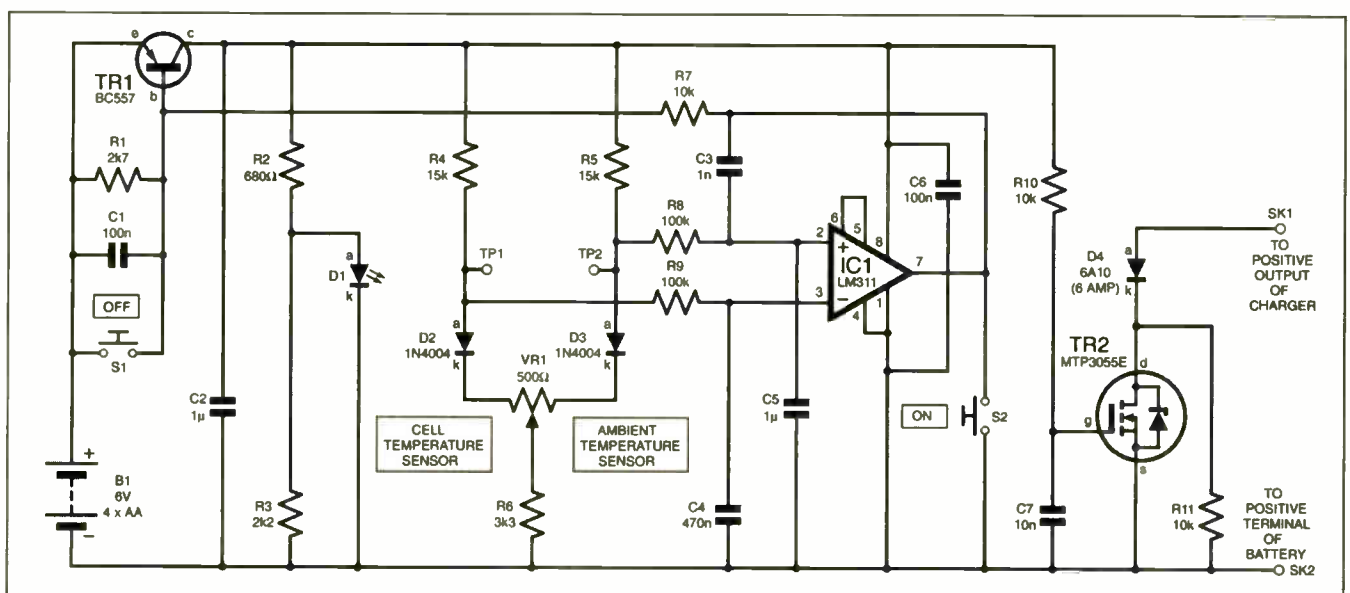 e
c
TR1
BC557
b
R1
2k7
C1
100n
OFF
S1
+
B1
6V
4 x AA
−
C2
1µ
R2
680Ω
a
D1
k
R3
2k2
R4
15k
TP1
a
D2
1N4004
k
VR1
500Ω
CELL
TEMPERATURE
SENSOR
R6
3k3
R5
15k
TP2
a
D3
1N4004
k
AMBIENT
TEMPERATURE
SENSOR
R7
10k
C3
1n
R8
100k
R9
100k
C4
470n
C5
1µ
6
5
8
2
+
IC1
LM311
7
3
−
4
1
C6
100n
ON
S2
R10
10k
C7
10n
SK1
TO
POSITIVE
OUTPUT
OF
CHARGER
a
D4
6A10
(6 AMP)
k
TR2
MTP3055E
d
g
s
R11
10k
TO
POSITIVE
TERMINAL
OF
BATTERY
SK2